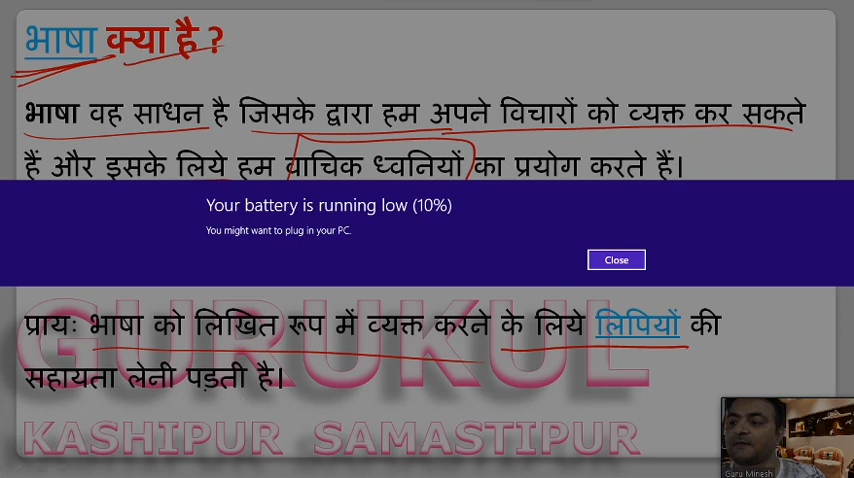 भाषा क्या है ?
भाषा वह साधन है जिसके द्वारा हम अपने विचारों को व्यक्त कर सकते
हैं और इसके लिये हम वाचिक ध्वनियों का प्रयोग करते हैं।
Your battery is running low (10%)
You might want to plug in your PC.
Close
प्रायः भाषा को लिखित रूप में व्यक्त करने के लिये लिपियों की
सहायता लेनी पड़ती है।
GURUKUL
KASHIPUR SAMASTIPUR
Guru Minesh